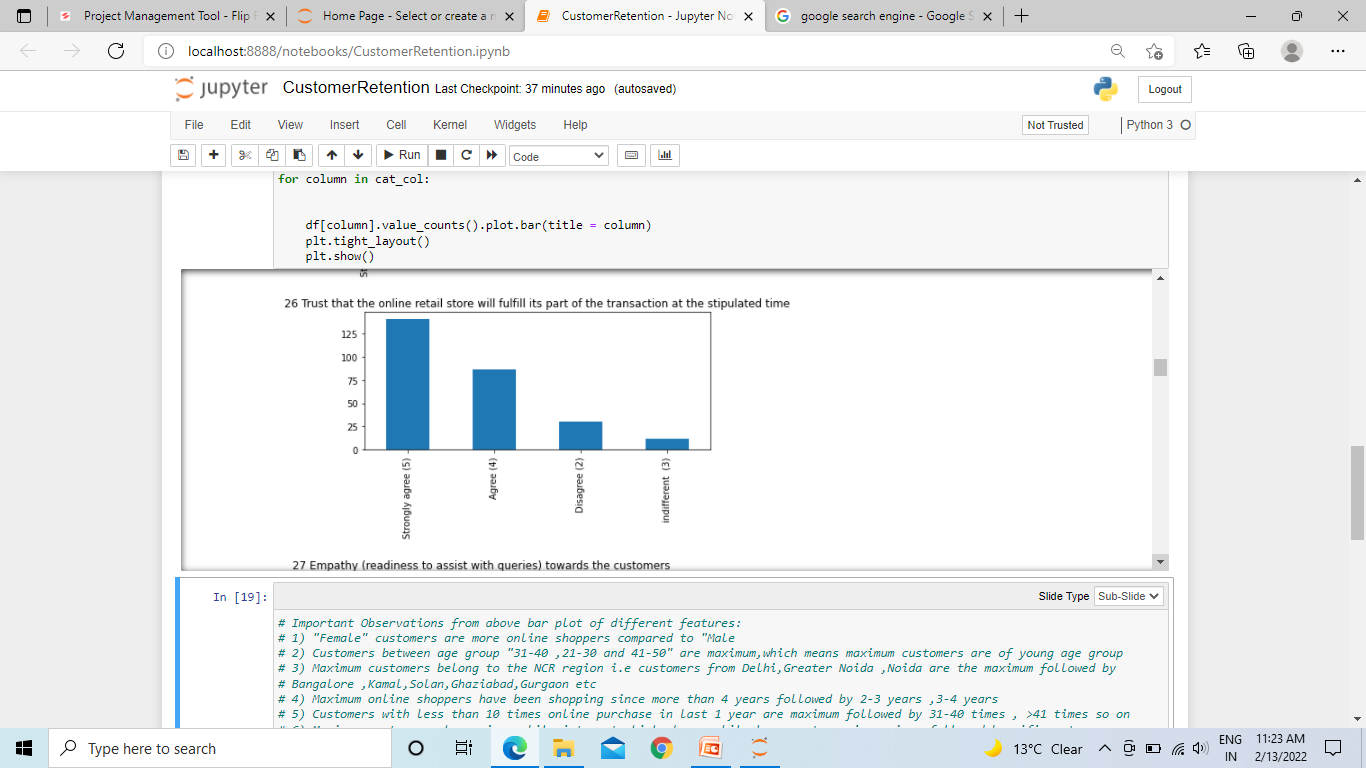 Project Management Tool - Flip
Home Page - Select or create a n
CustomerRetention - Jupyter No
google search engine - Google S
localhost:8888/notebooks/CustomerRetention.ipynb
jupyter CustomerRetention Last Checkpoint: 37 minutes ago (autosaved)
Logout
File Edit View Insert Cell Kernel Widgets Help
Not Trusted
Python 3
Run
Code
for column in cat_col:
df[column].value_counts().plot.bar(title = column)
plt.tight_layout()
plt.show()
26 Trust that the online retail store will fulfill its part of the transaction at the stipulated time
125
100
75
50
25
0
Strongly agree (5)
Agree (4)
Disagree (2)
indifferent (3)
27 Empathy (readiness to assist with queries) towards the customers
In [19]:
Slide Type Sub-Slide
# Important Observations from above bar plot of different features:
# 1) "Female" customers are more online shoppers compared to "Male
# 2) Customers between age group "31-40 ,21-30 and 41-50" are maximum,which means maximum customers are of young age group
# 3) Maximum customers belong to the NCR region i.e customers from Delhi,Greater Noida ,Noida are the maximum followed by
# Bangalore ,Kamal,Solan,Ghaziabad,Gurgaon etc
# 4) Maximum online shoppers have been shopping since more than 4 years followed by 2-3 years ,3-4 years
# 5) Customers with less than 10 times online purchase in last 1 year are maximum followed by 31-40 times , >41 times so on
Type here to search
13°C Clear
ENG
IN
11:23 AM
2/13/2022